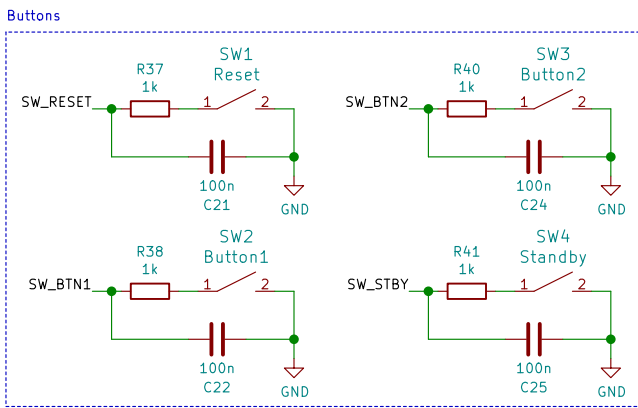 Buttons
SW1
Reset
R37
1k
SW_RESET
1
2
100n
C21
GND
SW3
Button2
R40
1k
SW_BTN2
1
2
100n
C24
GND
SW2
Button1
R38
1k
SW_BTN1
1
2
100n
C22
GND
SW4
Standby
R41
1k
SW_STBY
1
2
100n
C25
GND